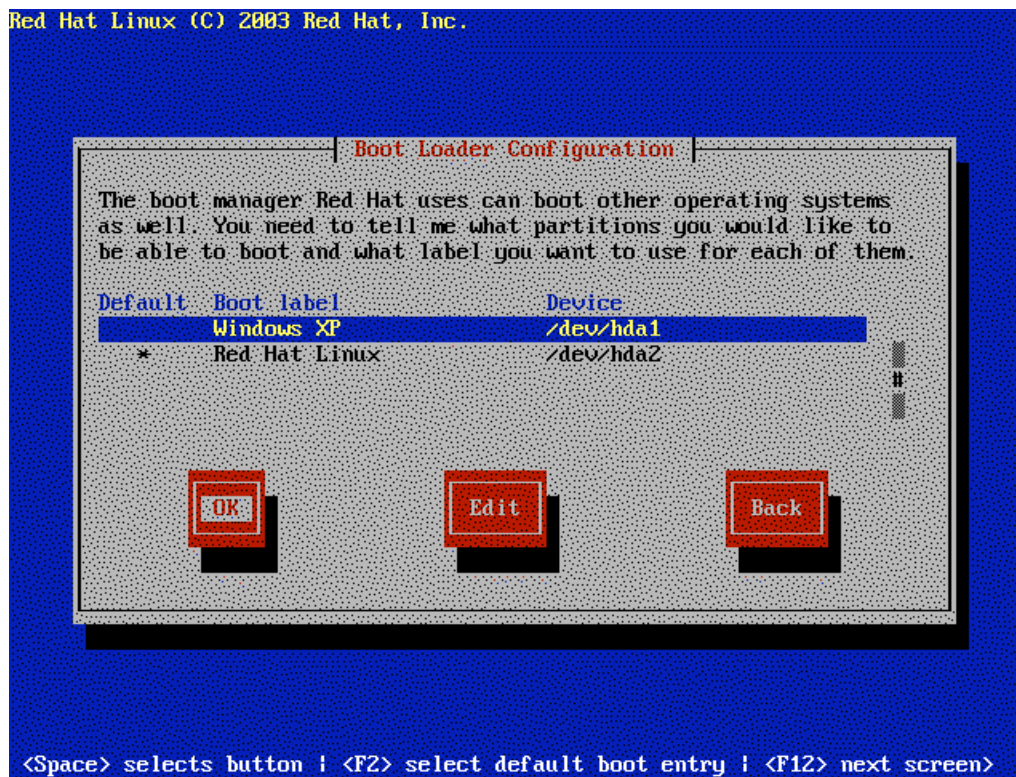 Red Hat Linux (C) 2003 Red Hat, Inc.
Boot Loader Configuration
The boot manager Red Hat uses can boot other operating systems
as well. You need to tell me what partitions you would like to
be able to boot and what label you want to use for each of them.
Default Boot label Device
Windows XP /dev/hda1
* Red Hat Linux /dev/hda2
#
OK Edit Back
<Space> selects button | <F2> select default boot entry | <F12> next screen>